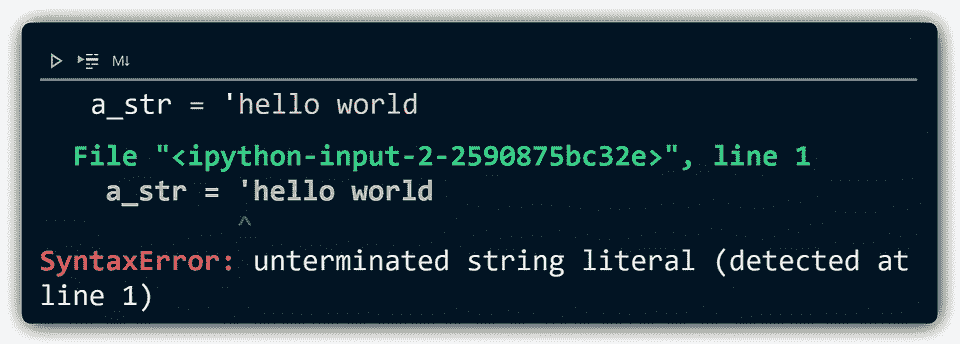 M↓
a_str = 'hello world
File "<ipython-input-2-2590875bc32e>", line 1
a_str = 'hello world
^
SyntaxError: unterminated string literal (detected at
line 1)